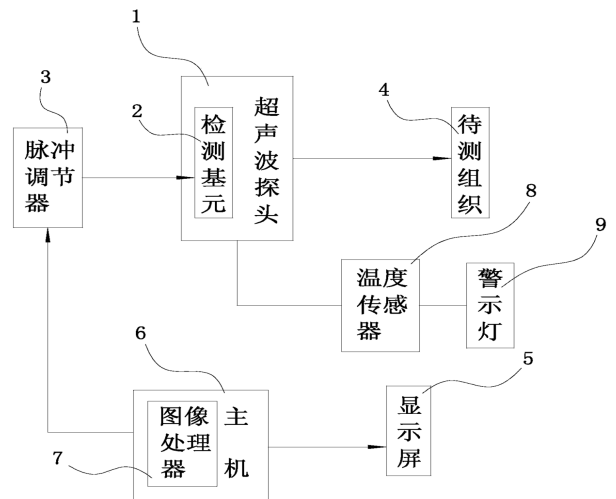 1
3
2
4
脉冲
调节
器
检
测
基
元
超
声
波
探
头
待
测
组
织
8
9
温度
传感
器
警
示
灯
6
5
图像
处理
器
主
机
显
示
屏
7